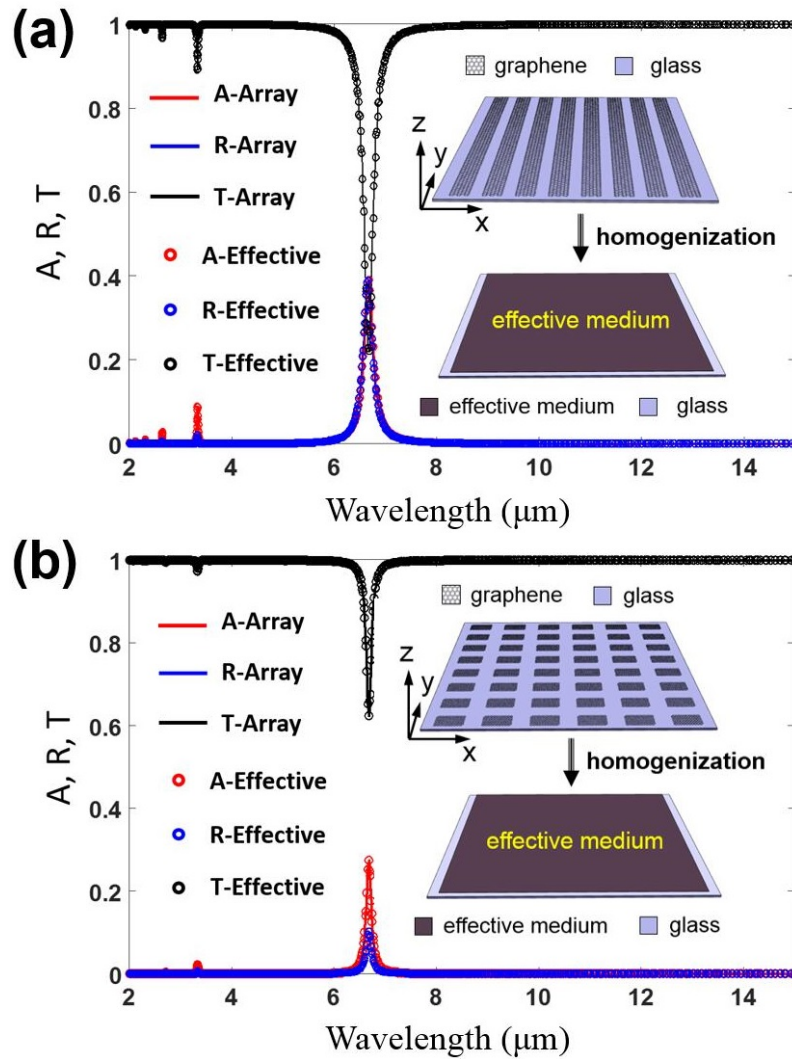 (a)
1
0.8
0.6
0.4
0.2
0
A, R, T
A-Array
R-Array
T-Array
A-Effective
R-Effective
T-Effective
graphene glass
z
y
x
homogenization
effective medium
effective medium glass
2 4 6 8 10 12 14
Wavelength (μm)
(b)
1
0.8
0.6
0.4
0.2
0
A, R, T
A-Array
R-Array
T-Array
A-Effective
R-Effective
T-Effective
graphene glass
z
y
x
homogenization
effective medium
effective medium glass
2 4 6 8 10 12 14
Wavelength (μm)